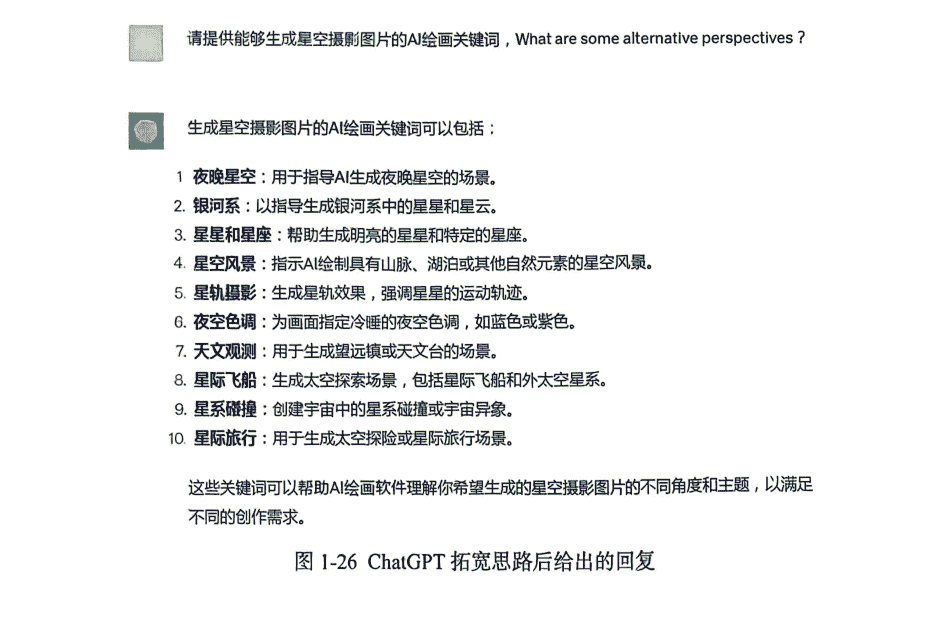 请提供能够生成星空摄影图片的AI绘画关键词，What are some alternative perspectives？
生成星空摄影图片的AI绘画关键词可以包括：
1 夜晚星空：用于指导AI生成夜晚星空的场景。
2. 银河系：以指导生成银河系中的星星和星云。
3. 星星和星座：帮助生成明亮的星星和特定的星座。
4. 星空风景：指示AI绘制具有山脉、湖泊或其他自然元素的星空风景。
5. 星轨摄影：生成星轨效果，强调星星的运动轨迹。
6. 夜空色调：为画面指定冷睡的夜空色调，如蓝色或紫色。
7. 天文观测：用于生成望远填或天文台的场景。
8. 星际飞船：生成太空探索场景，包括星际飞船和外太空星系。
9. 星系碰撞：创建宇宙中的星系碰撞或宇宙异象。
10. 星际旅行：用于生成太空探险或星际旅行场景。
这些关键词可以帮助AI绘画软件理解你希望生成的星空摄影图片的不同角度和主题，以满足
不同的创作需求。
图 1-26 ChatGPT 拓宽思路后给出的回复